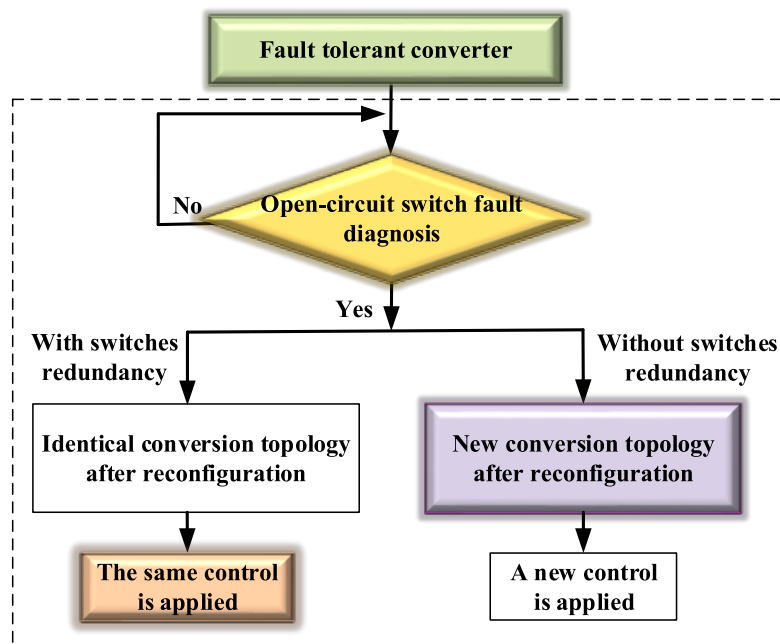 Fault tolerant converter
Open-circuit switch fault
diagnosis
No
Yes
With switches
redundancy
Without switches
redundancy
Identical conversion topology
after reconfiguration
New conversion topology
after reconfiguration
The same control
is applied
A new control
is applied